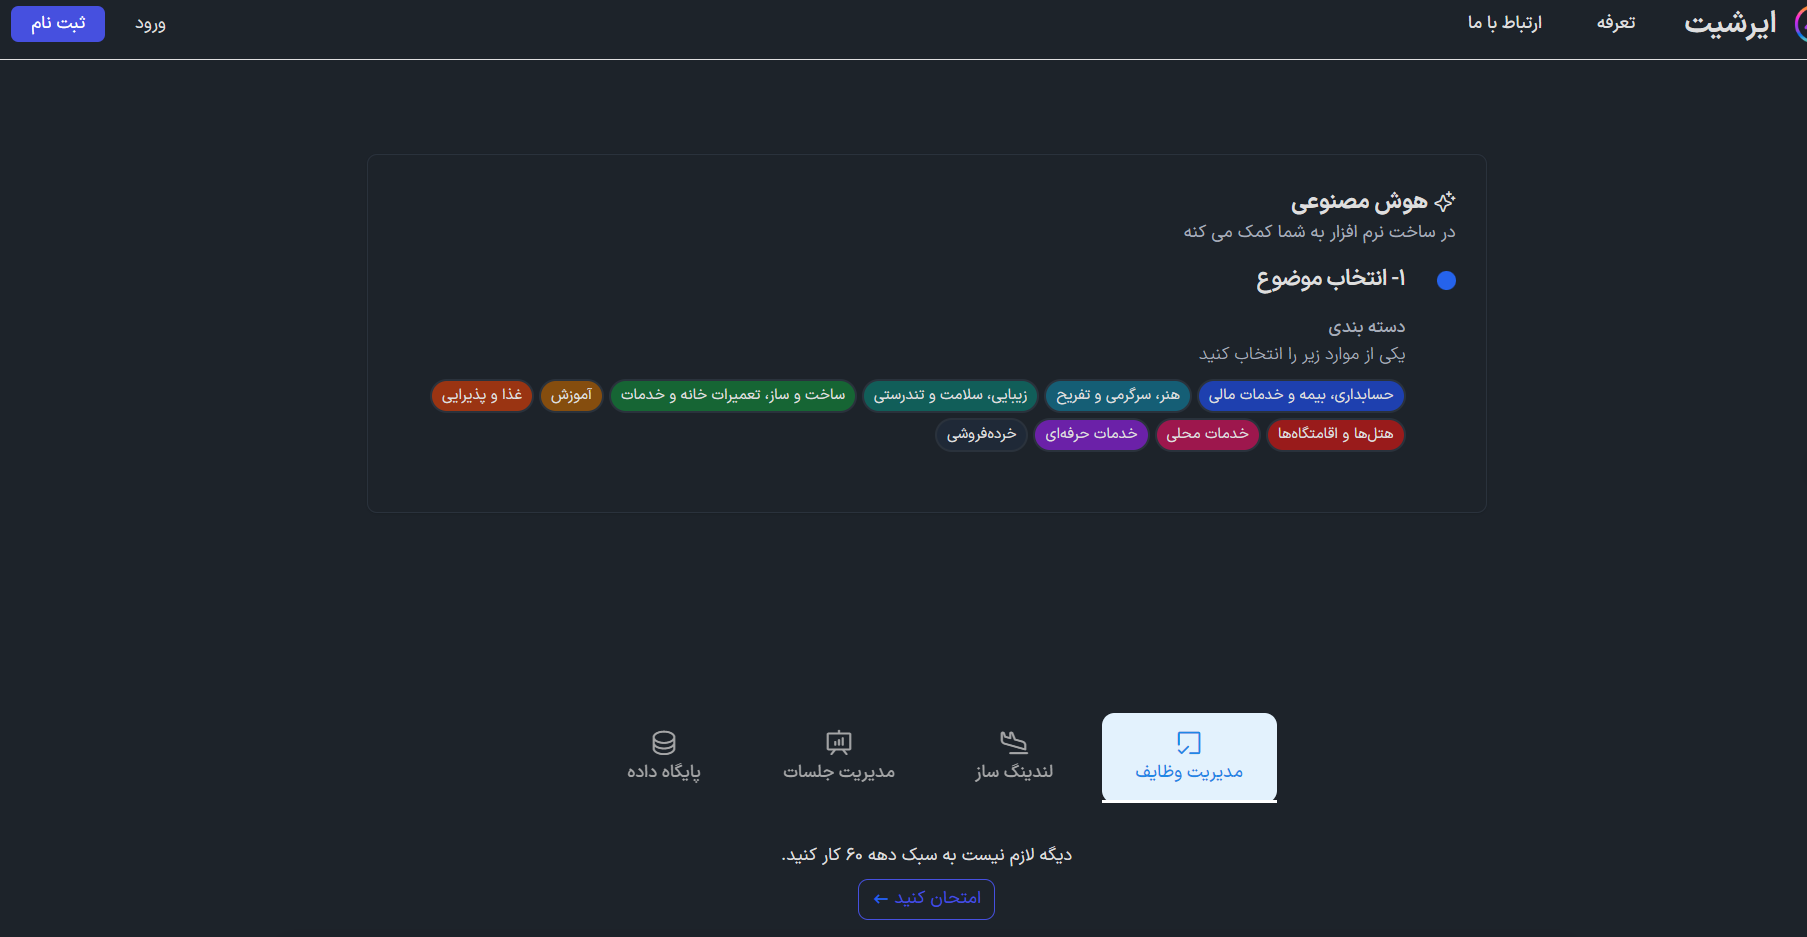 ایرشیت
تعرفه
ارتباط با ما
ورود
ثبت نام
هوش مصنوعی
در ساخت نرم افزار به شما کمک می کنه
۱- انتخاب موضوع
دسته بندی
یکی از موارد زیر را انتخاب کنید
حسابداری، بیمه و خدمات مالی
هنر، سرگرمی و تفریح
زیبایی، سلامت و تندرستی
ساخت و ساز، تعمیرات خانه و خدمات
آموزش
غذا و پذیرایی
هتل‌ها و اقامتگاه‌ها
خدمات محلی
خدمات حرفه‌ای
خرده‌فروشی
مدیریت وظایف
لندینگ ساز
مدیریت جلسات
پایگاه داده
دیگه لازم نیست به سبک دهه ۶۰ کار کنید.
امتحان کنید ←